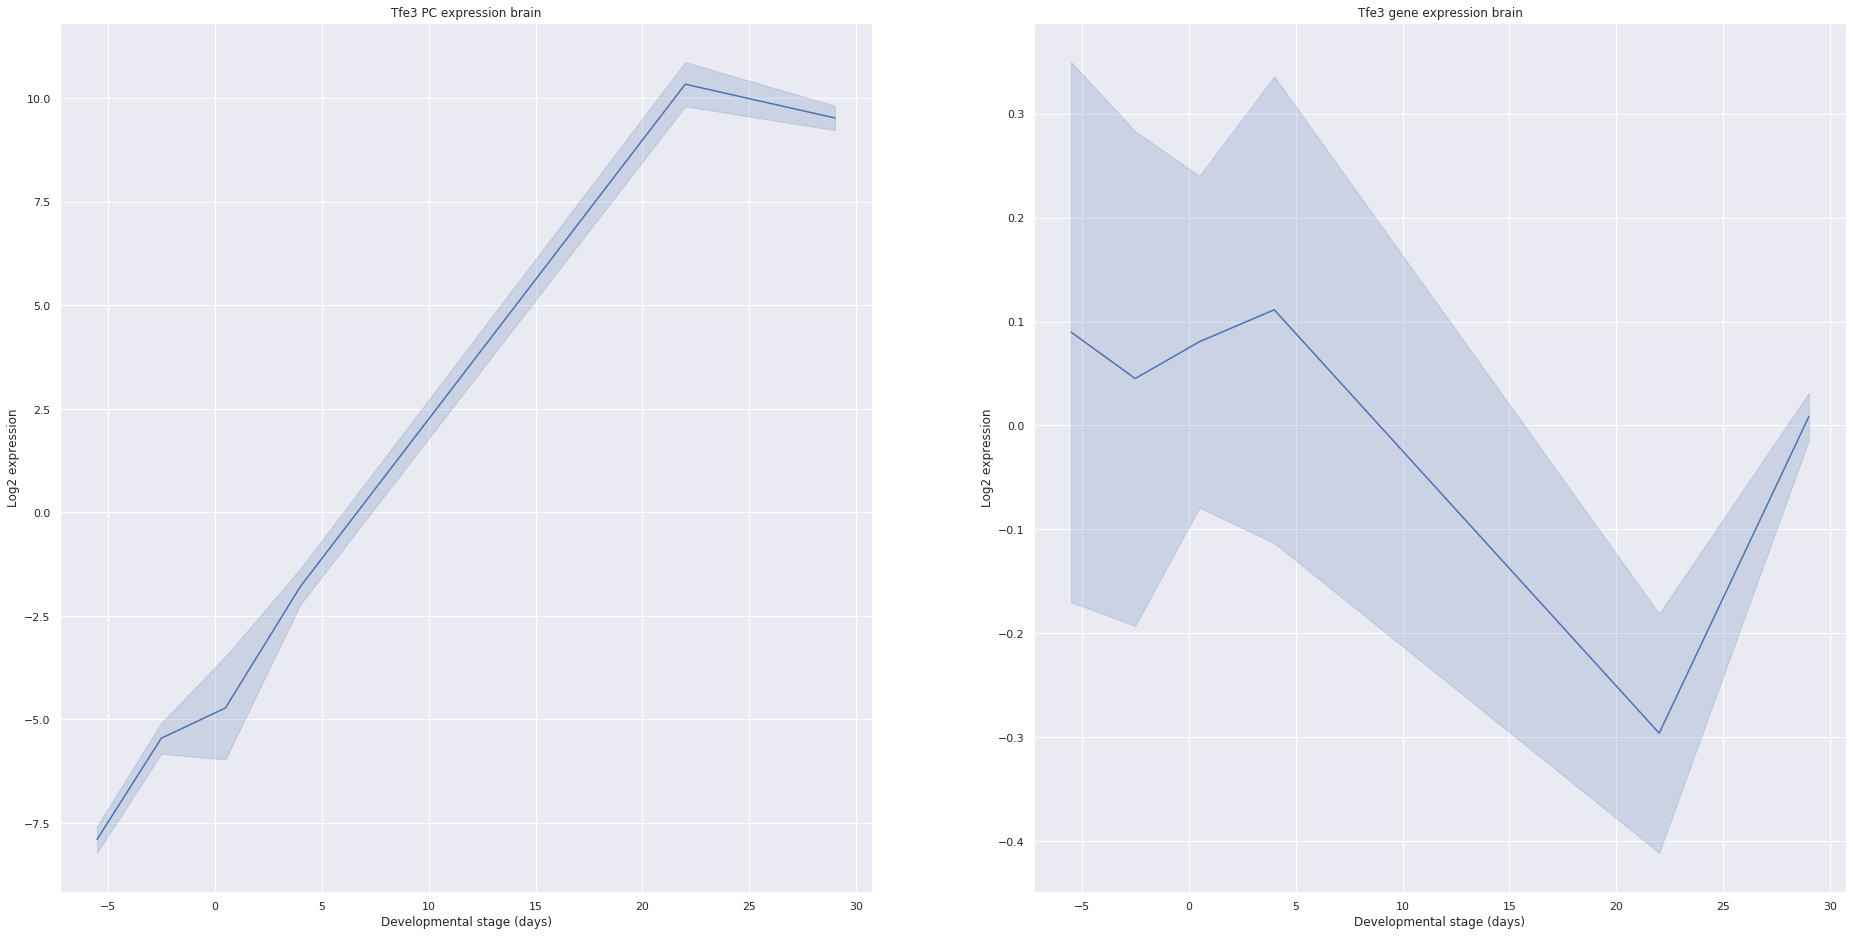 Tfe3 PC expression brain
Log2 expression
10.0
7.5
5.0
2.5
0.0
−2.5
−5.0
−7.5
−5 0 5 10 15 20 25 30
Developmental stage (days)
Tfe3 gene expression brain
Log2 expression
0.3
0.2
0.1
0.0
−0.1
−0.2
−0.3
−0.4
−5 0 5 10 15 20 25 30
Developmental stage (days)